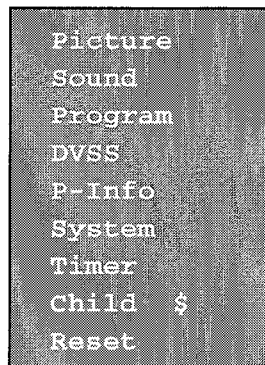 Picture
Sound
Program
DVSS
P-Info
System
Timer
Child $
Reset